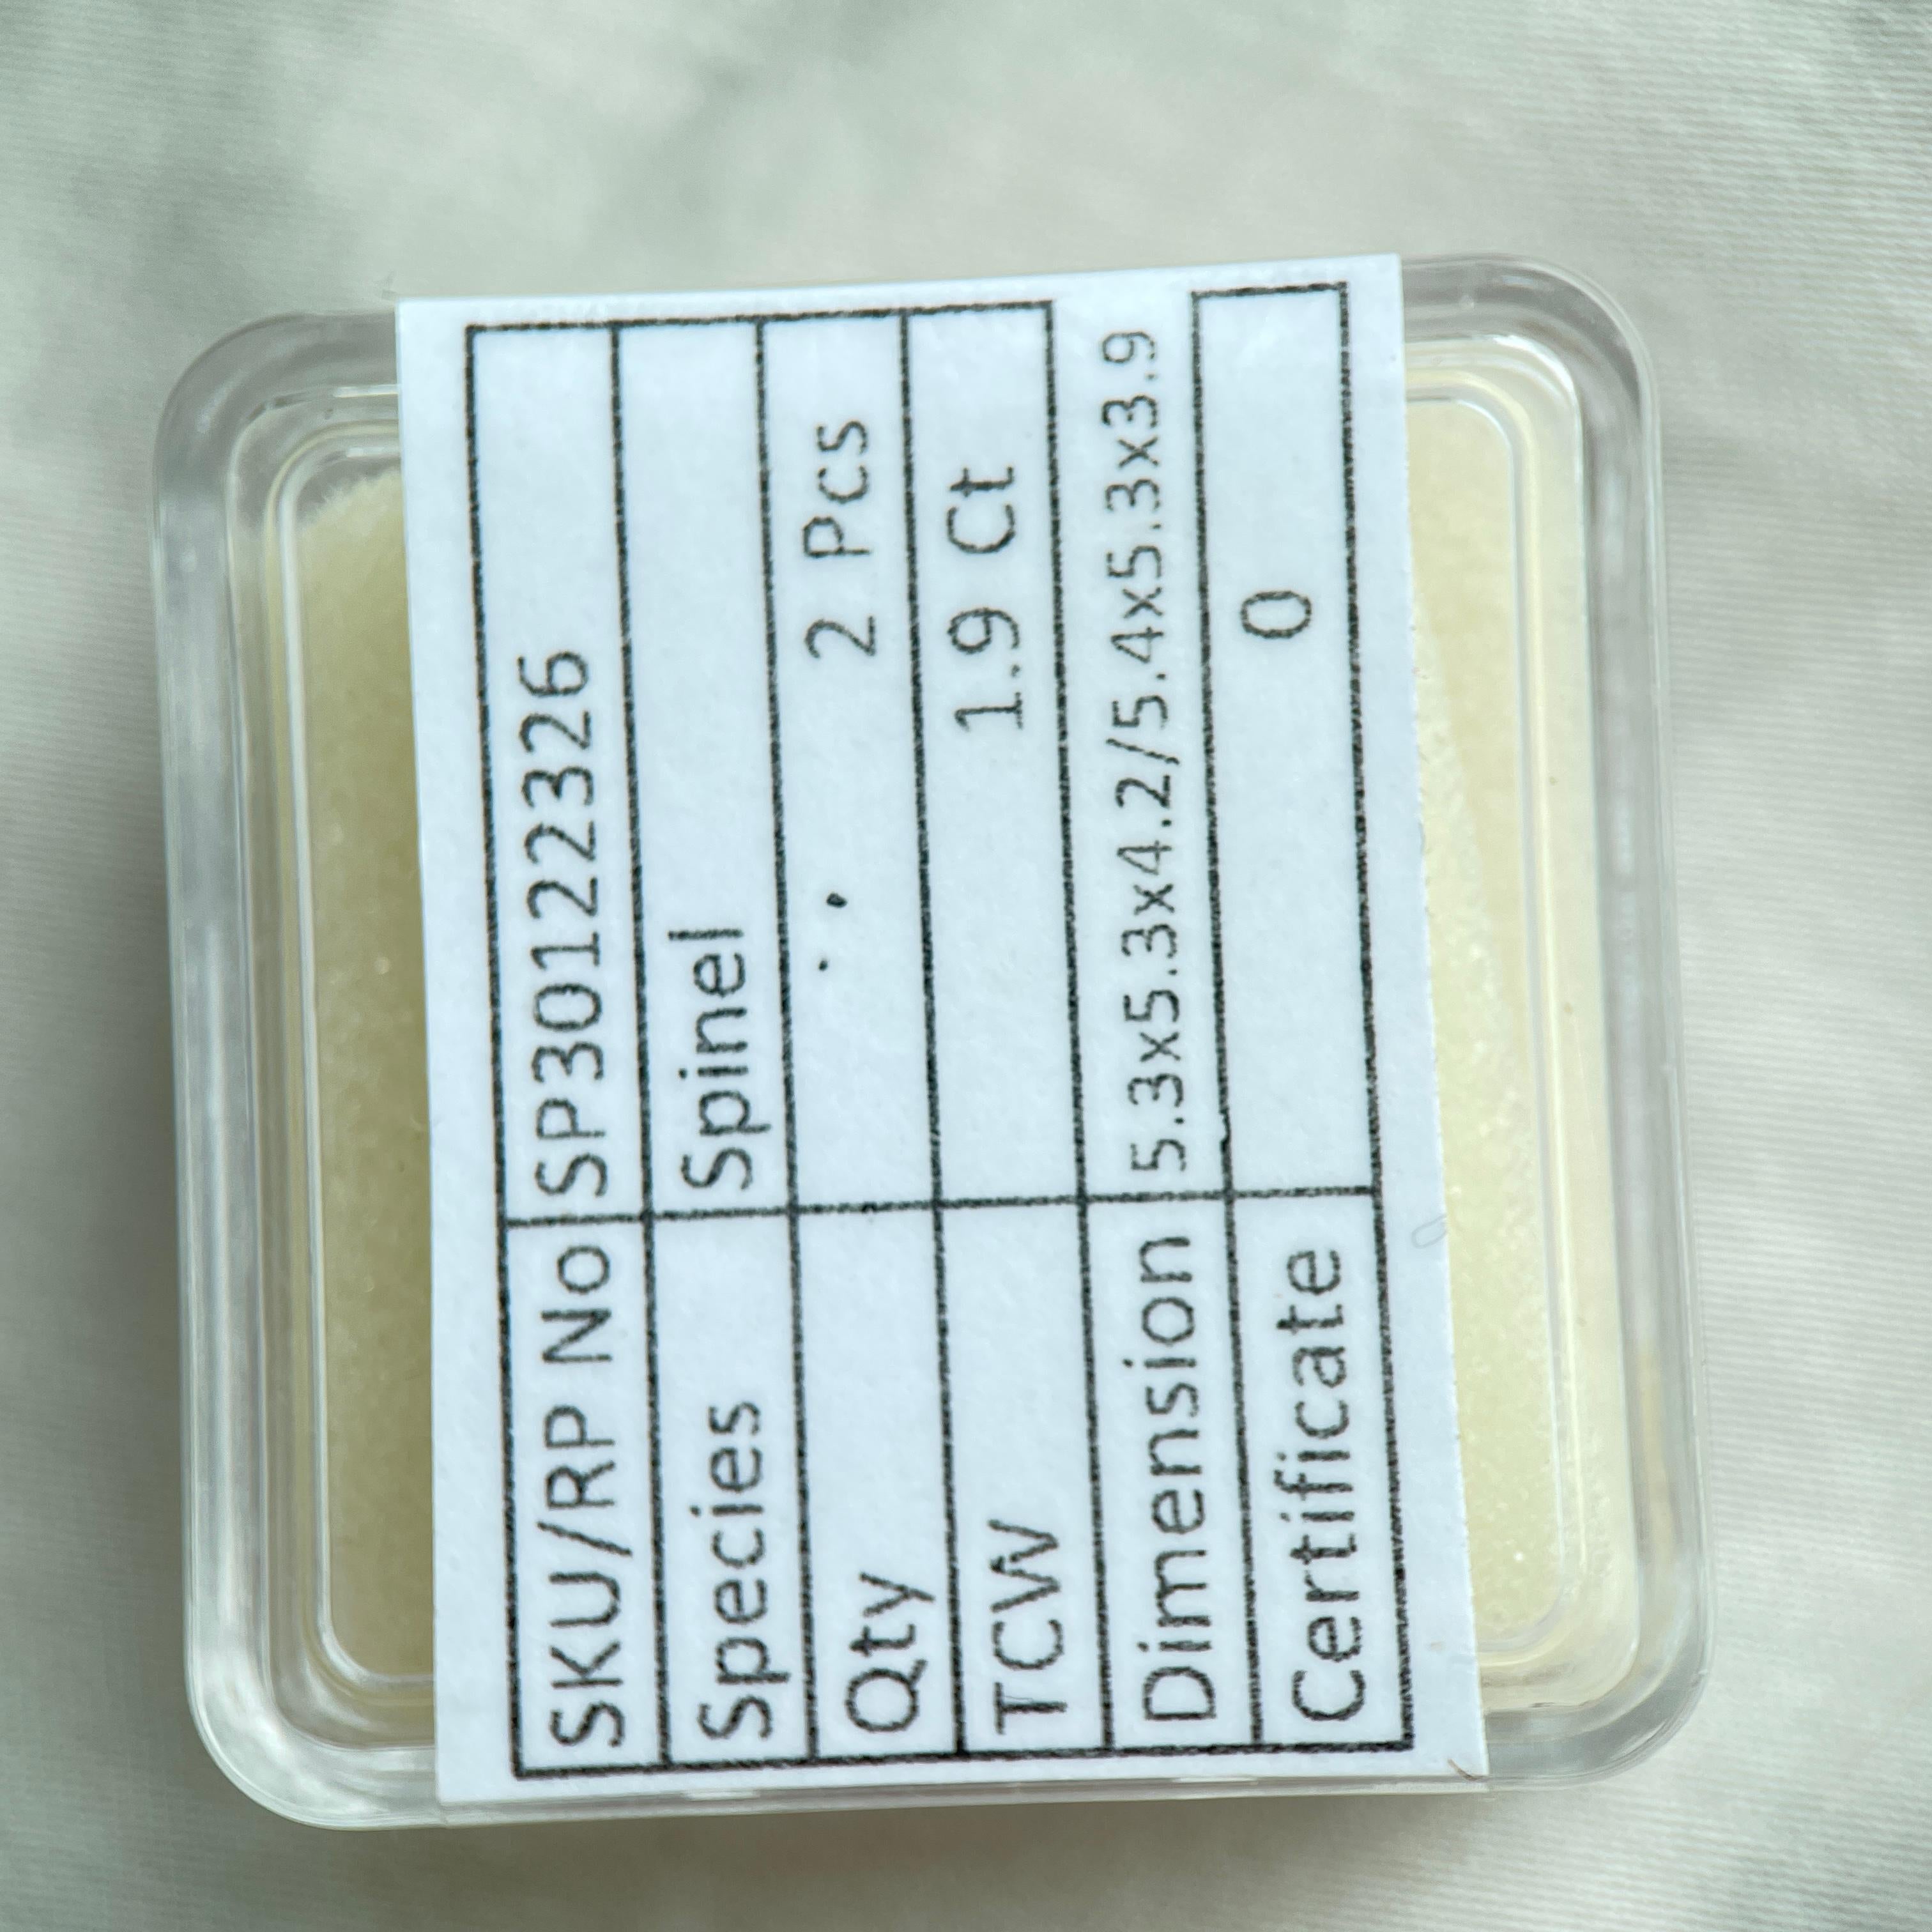 SKU/RP No SP30122326
Species Spinel
Qty 2 Pcs
TCW 1.9 Ct
Dimension 5.3x5.3x4.2/5.4x5.3x3.9
Certificate 0